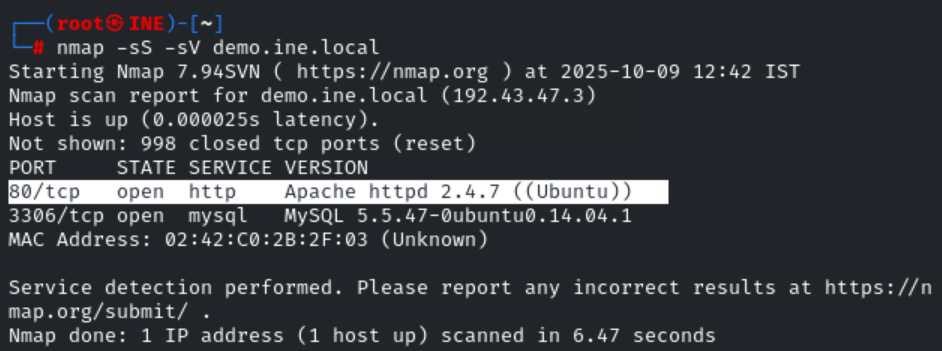 ┌──(root㉿INE)-[~]
└─# nmap -sS -sV demo.ine.local
Starting Nmap 7.94SVN ( https://nmap.org ) at 2025-10-09 12:42 IST
Nmap scan report for demo.ine.local (192.43.47.3)
Host is up (0.000025s latency).
Not shown: 998 closed tcp ports (reset)
PORT     STATE SERVICE VERSION
80/tcp   open  http    Apache httpd 2.4.7 ((Ubuntu))
3306/tcp open  mysql   MySQL 5.5.47-0ubuntu0.14.04.1
MAC Address: 02:42:C0:2B:2F:03 (Unknown)
Service detection performed. Please report any incorrect results at https://n
map.org/submit/ .
Nmap done: 1 IP address (1 host up) scanned in 6.47 seconds